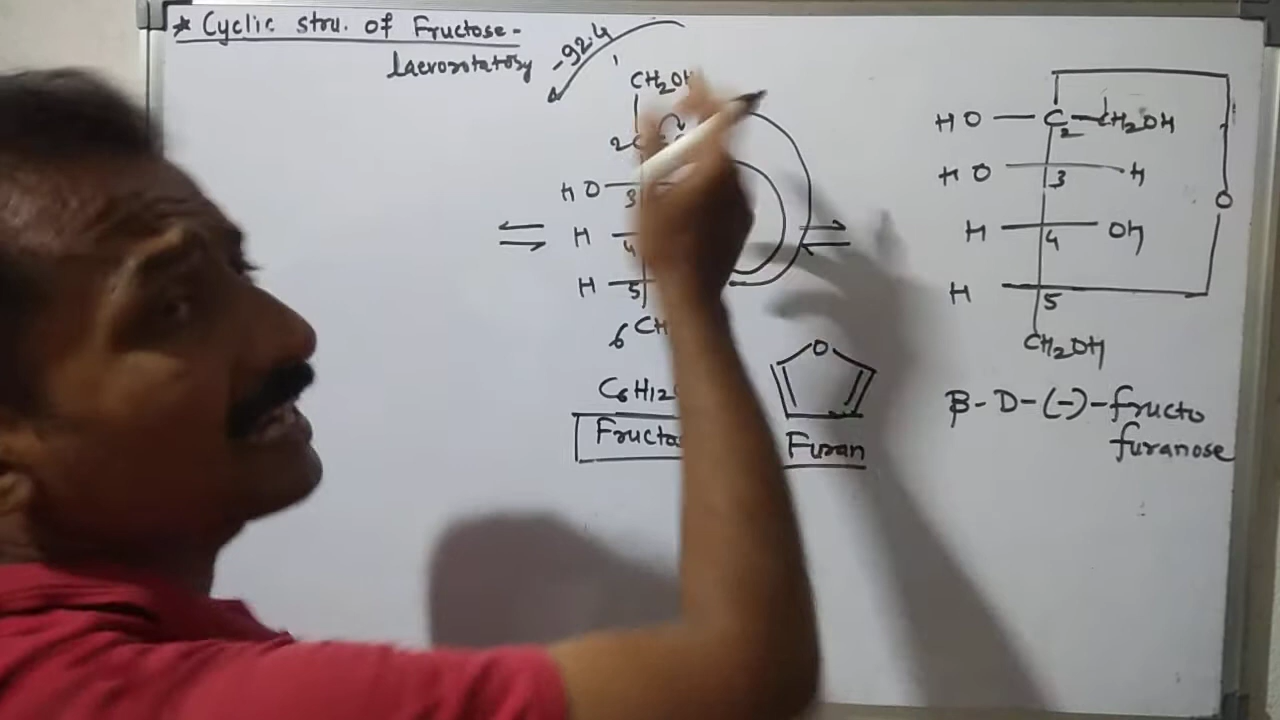 * Cyclic stru. of Fructose -
Laevorotatory
-92.4
1
CH2OH
2C
HO 3
H 4
H 5
6 CH
C6H12
Fructo
O
Furan
HO C2 CH2OH
HO 3 H
O
H 4 OH
H 5
CH2OH
β-D-(-)-fructo
furanose